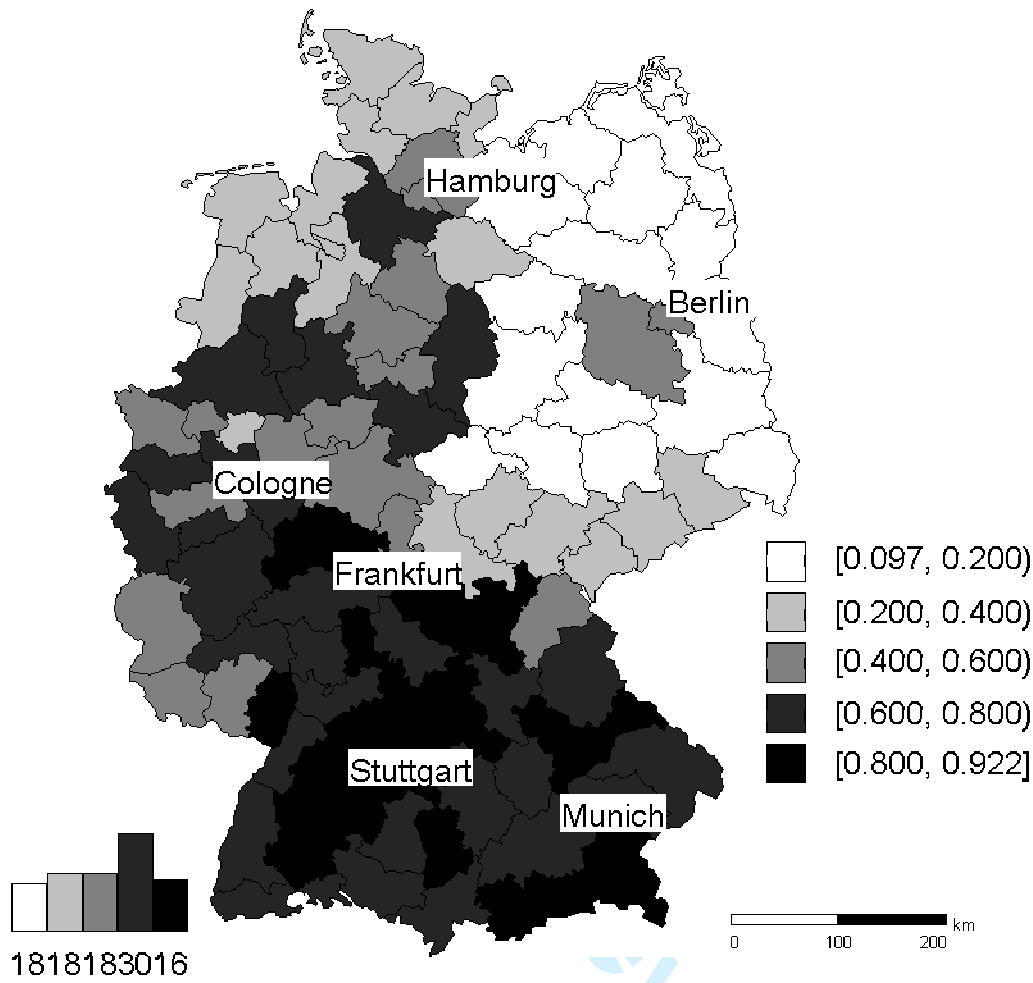 Hamburg
Berlin
Cologne
Frankfurt
Stuttgart
Munich
[0.097, 0.200)
[0.200, 0.400)
[0.400, 0.600)
[0.600, 0.800)
[0.800, 0.922]
1818183016
km
0 100 200